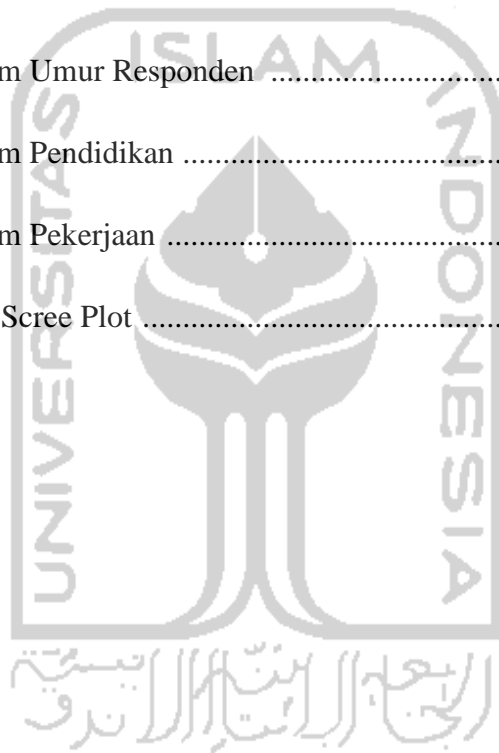 ISLAM
m Umur Responden ................................
m Pendidikan ................................................
m Pekerjaan ..................................................
Scree Plot ......................................................
UNIVERSITAS
INDONESIA